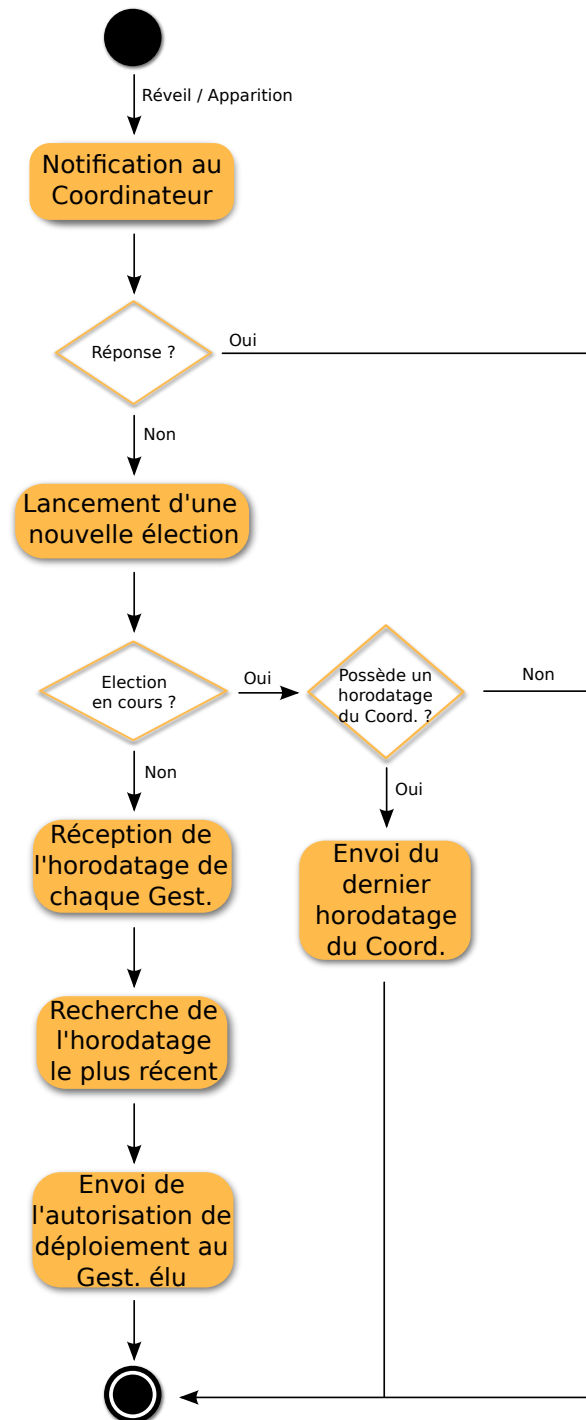 Réveil / Apparition
Notification au
Coordinateur
Réponse ?
Oui
Non
Lancement d'une
nouvelle élection
Election
en cours ?
Oui
Possède un
horodatage
du Coord. ?
Non
Non
Oui
Réception de
l'horodatage de
chaque Gest.
Envoi du
dernier
horodatage
du Coord.
Recherche de
l'horodatage
le plus récent
Envoi de
l'autorisation de
déploiement au
Gest. élu